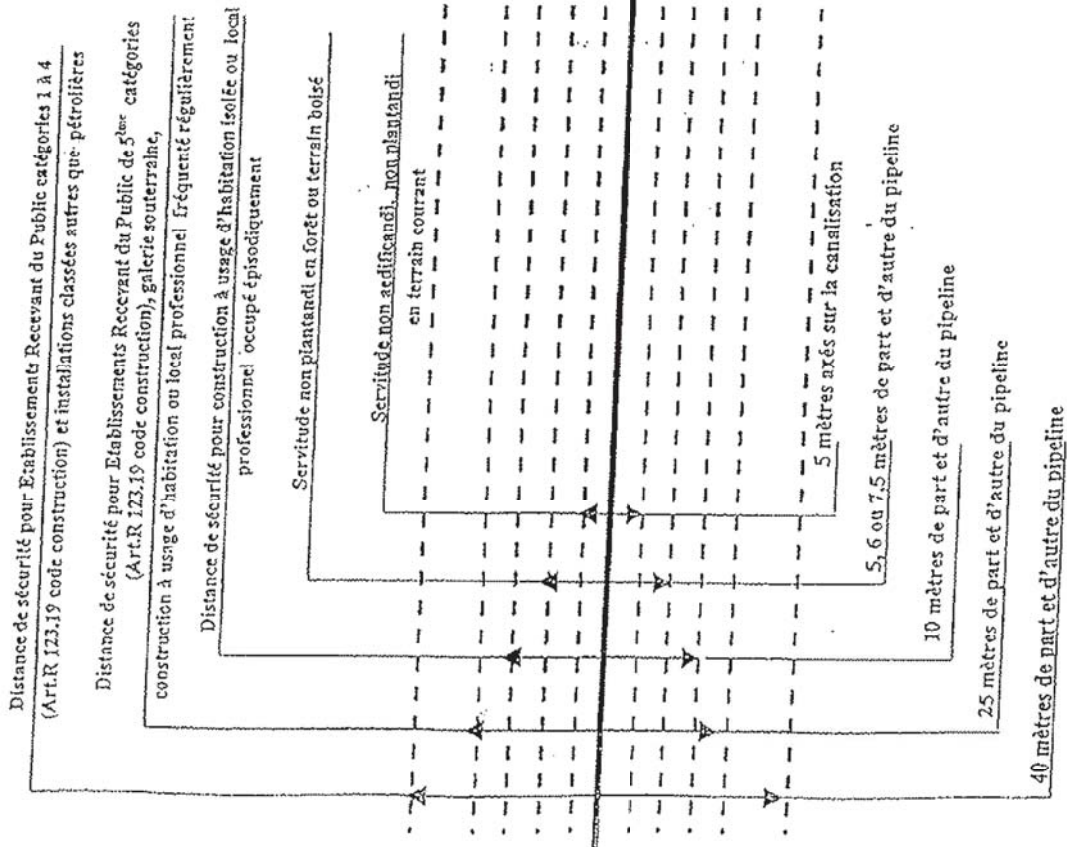 Distance de sécurité pour Etablissements Recevant du Public catégories 1 à 4
(Art.R 123.19 code construction) et installations classées autres que pétrolières
Distance de sécurité pour Etablissements Recevant du Public de 5ième catégories
(Art.R 123.19 code construction), galerie souterraine,
construction à usage d'habitation ou local professionnel fréquenté régulièrement
Distance de sécurité pour construction à usage d'habitation isolée ou local
professionnel occupé épisodiquement
Servitude non plantandi en forêt ou terrain boisé
Servitude non aedificandi, non plantandi
en terrain courant
5 mètres axés sur la canalisation
5, 6 ou 7,5 mètres de part et d'autre du pipeline
10 mètres de part et d'autre du pipeline
25 mètres de part et d'autre du pipeline
40 mètres de part et d'autre du pipeline